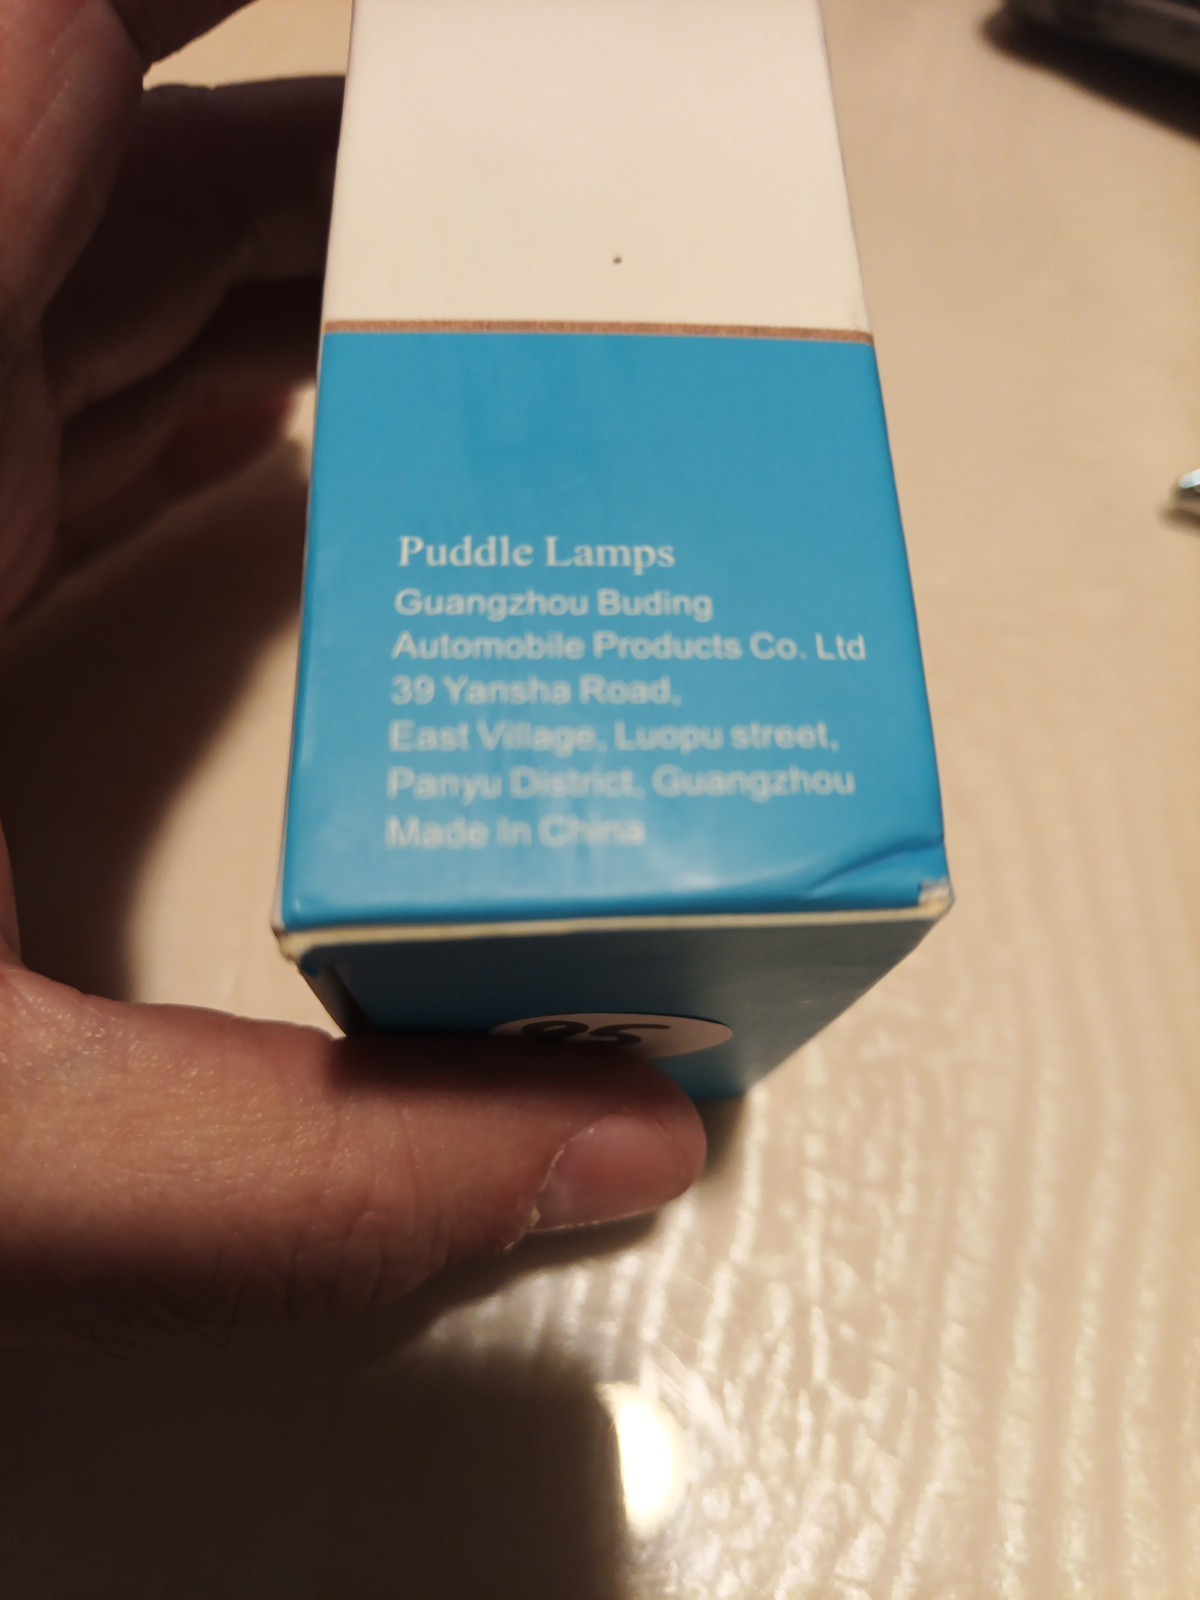 Puddle Lamps
Guangzhou Buding
Automobile Products Co. Ltd
39 Yansha Road,
East Village, Luopu street,
Panyu District, Guangzhou
Made In China